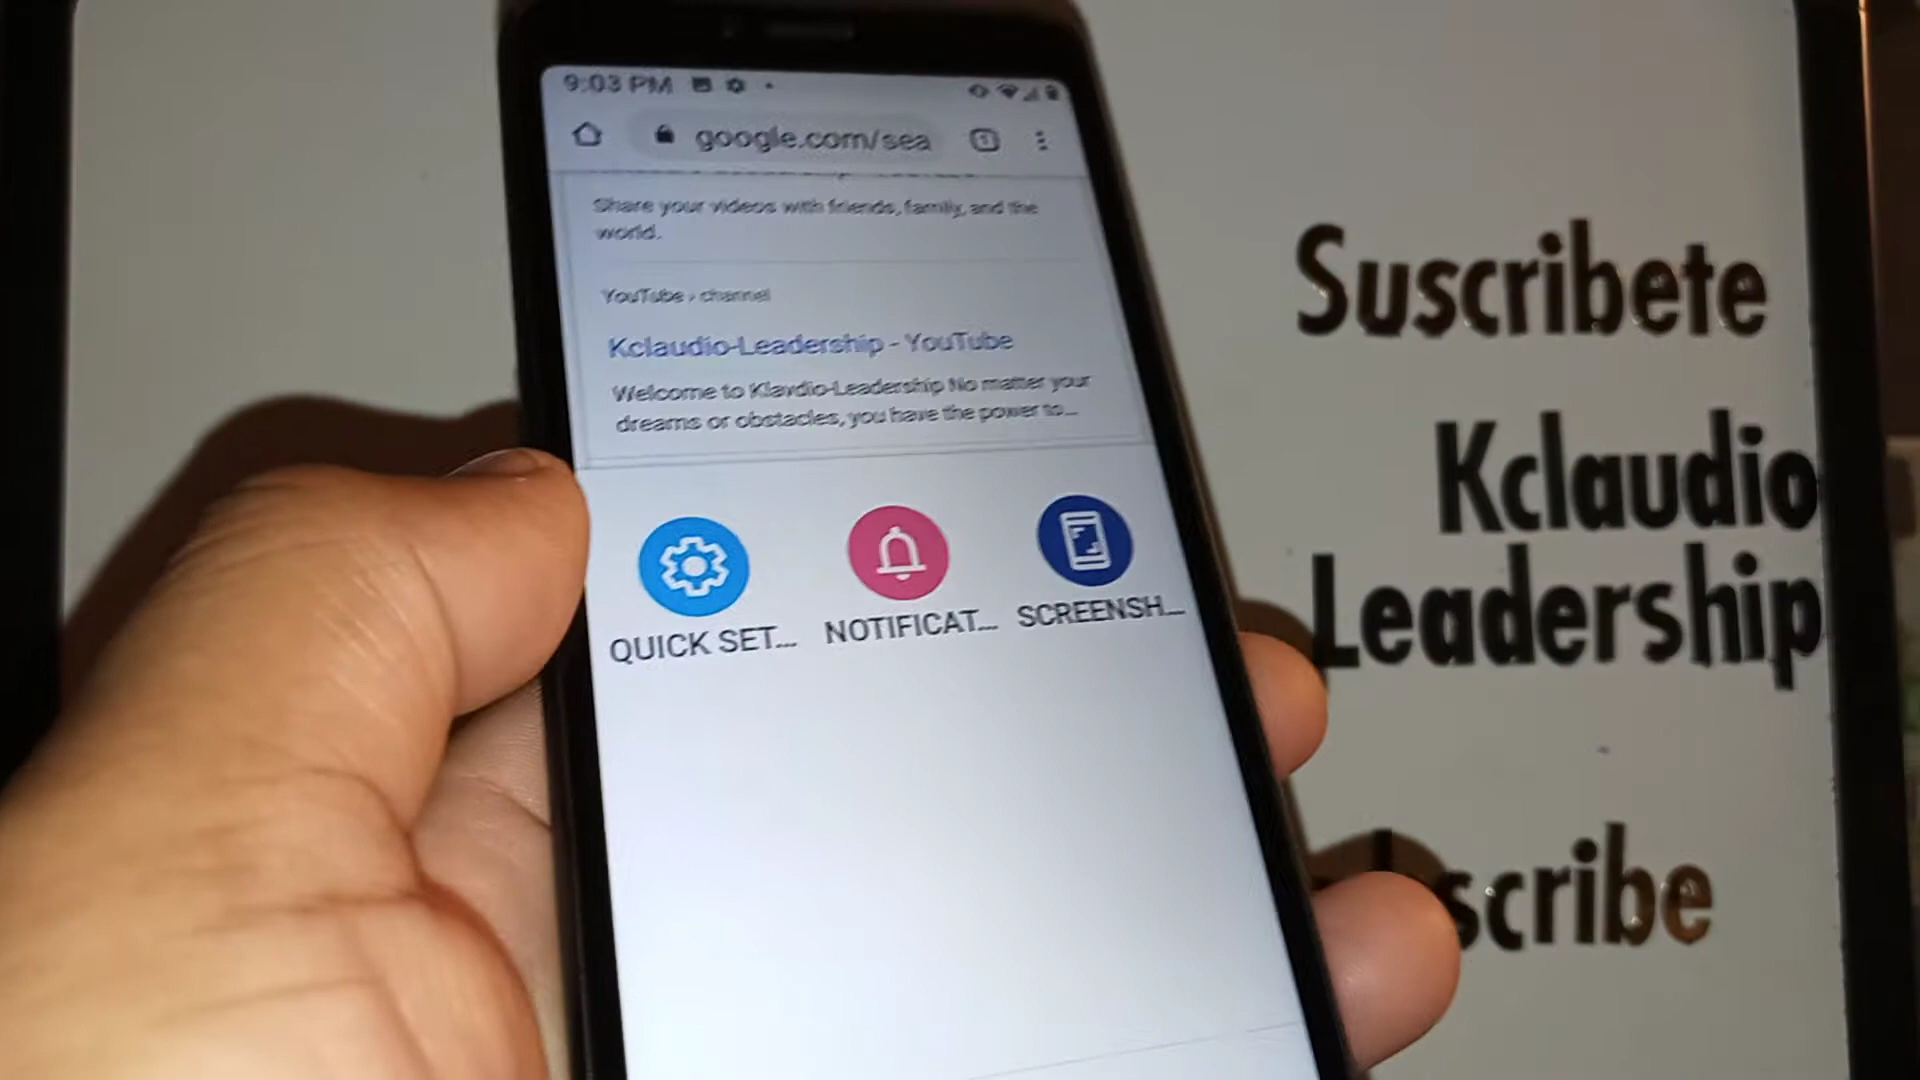 9:03 PM
google.com/sea
Share your videos with friends, family, and the
world.
YouTube › channel
Kclaudio-Leadership - YouTube
Welcome to Klavdio-Leadership No matter your
dreams or obstacles, you have the power to...
QUICK SET...
NOTIFICAT...
SCREENSH...
Suscribete
Kclaudio
Leadership
scribe